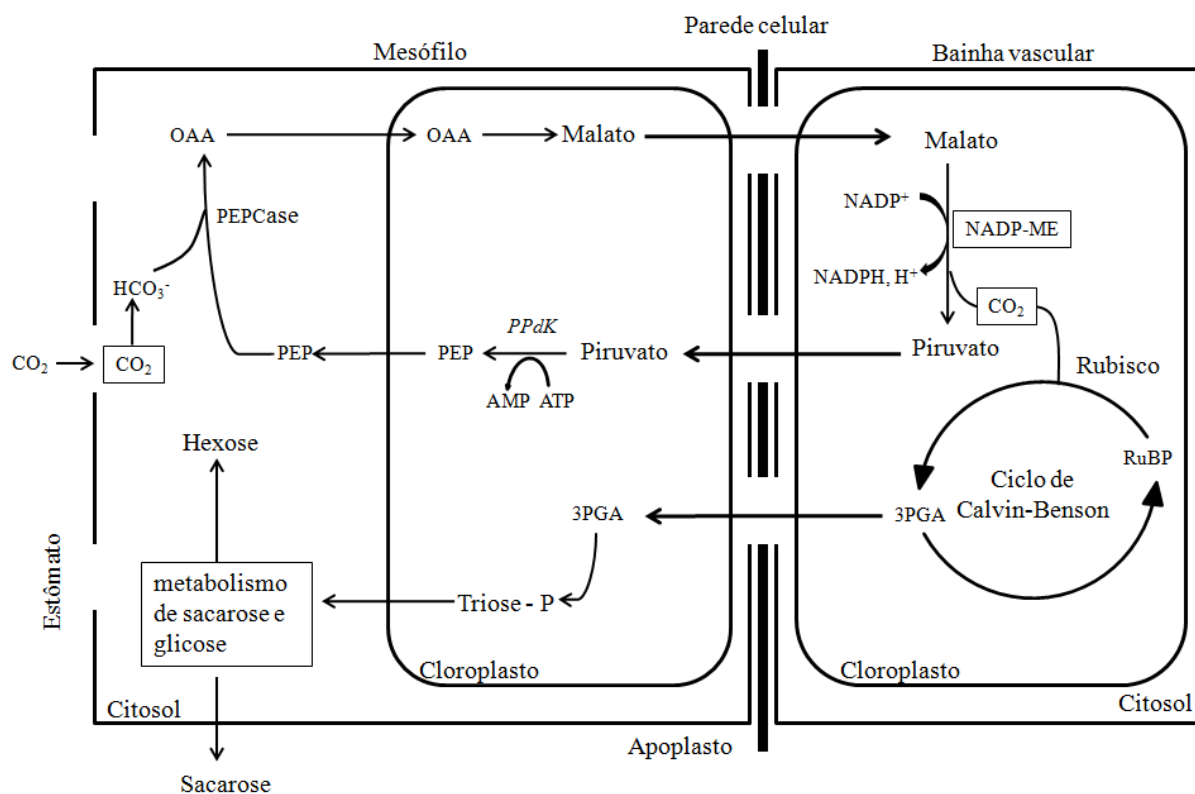 Parede celular
Mesófilo
Bainha vascular
OAA
OAA
Malato
Malato
PEPCase
NADP⁺
NADP-ME
HCO₃⁻
NADPH, H⁺
CO₂
CO₂
CO₂
PEP
PEP
PPdK
Piruvato
Piruvato
AMP
ATP
Rubisco
Hexose
RuBP
Ciclo de
Calvin-Benson
3PGA
3PGA
Estômato
metabolismo
de sacarose e
glicose
Triose - P
Cloroplasto
Cloroplasto
Citosol
Citosol
Apoplasto
Sacarose